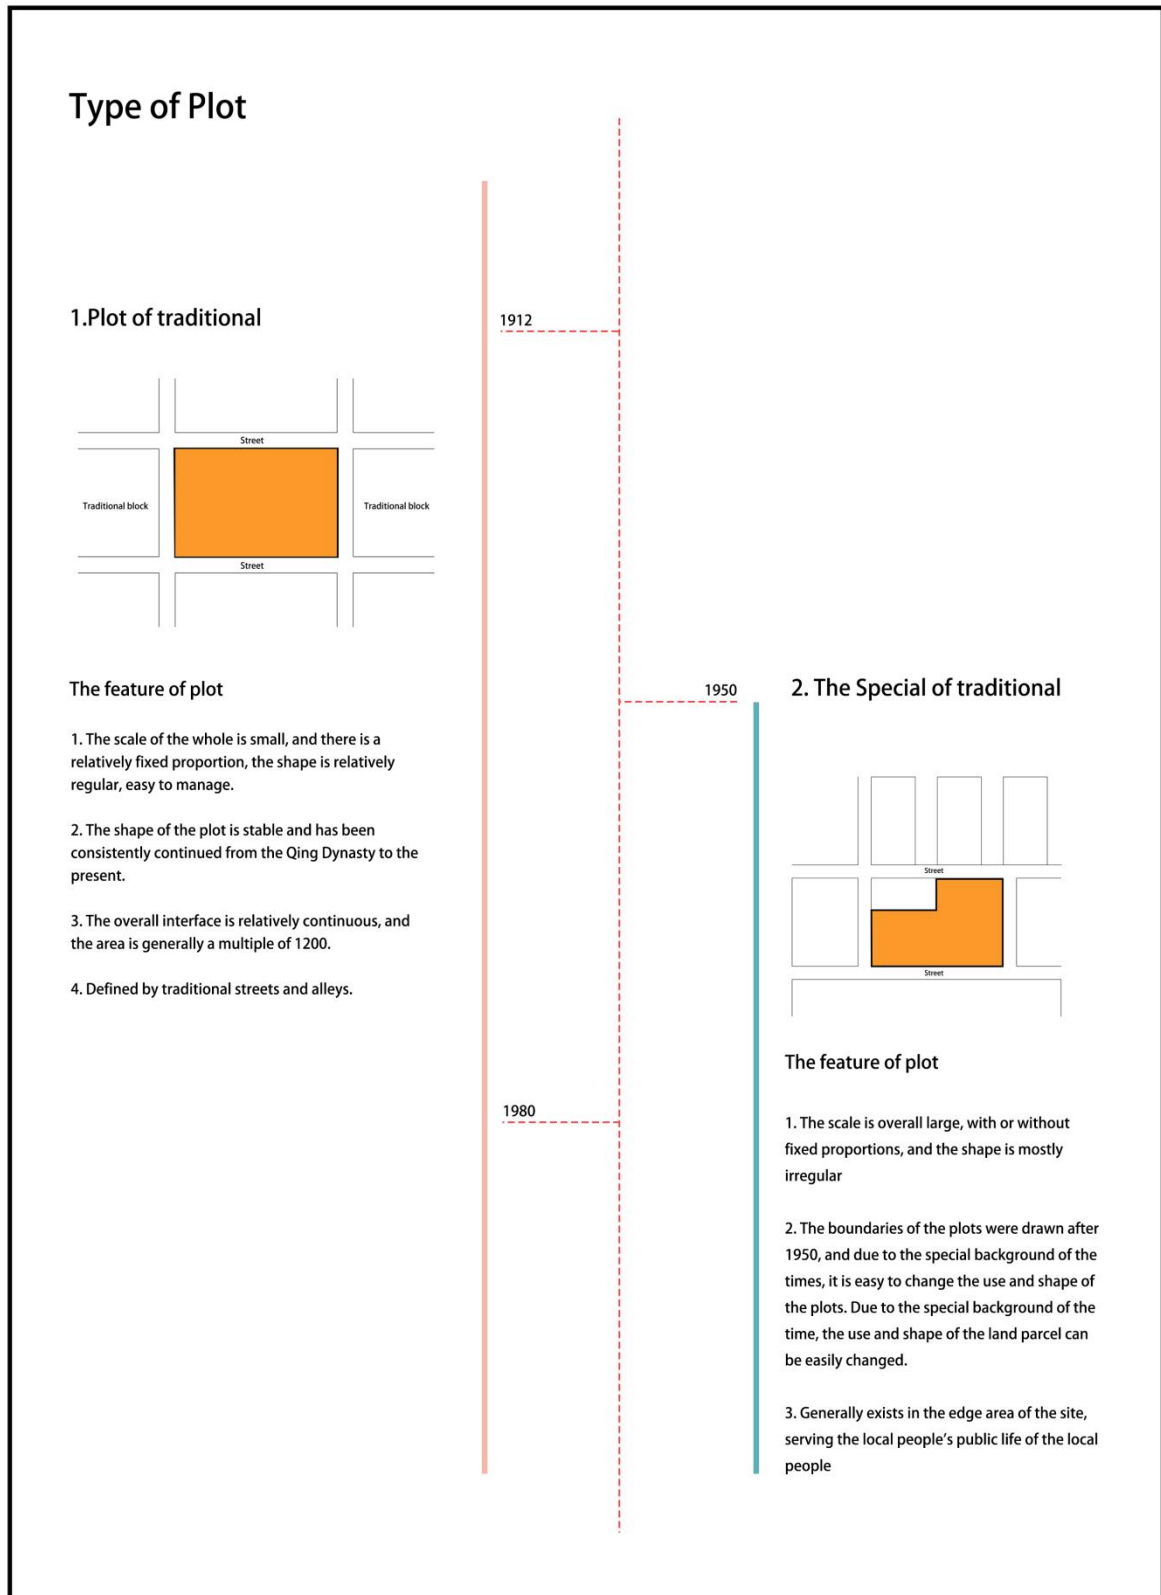 Type of Plot
1.Plot of traditional
1912
Street
Traditional block
Traditional block
Street
The feature of plot
1. The scale of the whole is small, and there is a
relatively fixed proportion, the shape is relatively
regular, easy to manage.
2. The shape of the plot is stable and has been
consistently continued from the Qing Dynasty to the
present.
3. The overall interface is relatively continuous, and
the area is generally a multiple of 1200.
4. Defined by traditional streets and alleys.
1980
1950
2. The Special of traditional
Street
Street
The feature of plot
1. The scale is overall large, with or without
fixed proportions, and the shape is mostly
irregular
2. The boundaries of the plots were drawn after
1950, and due to the special background of the
times, it is easy to change the use and shape of
the plots. Due to the special background of the
time, the use and shape of the land parcel can
be easily changed.
3. Generally exists in the edge area of the site,
serving the local people’s public life of the local
people